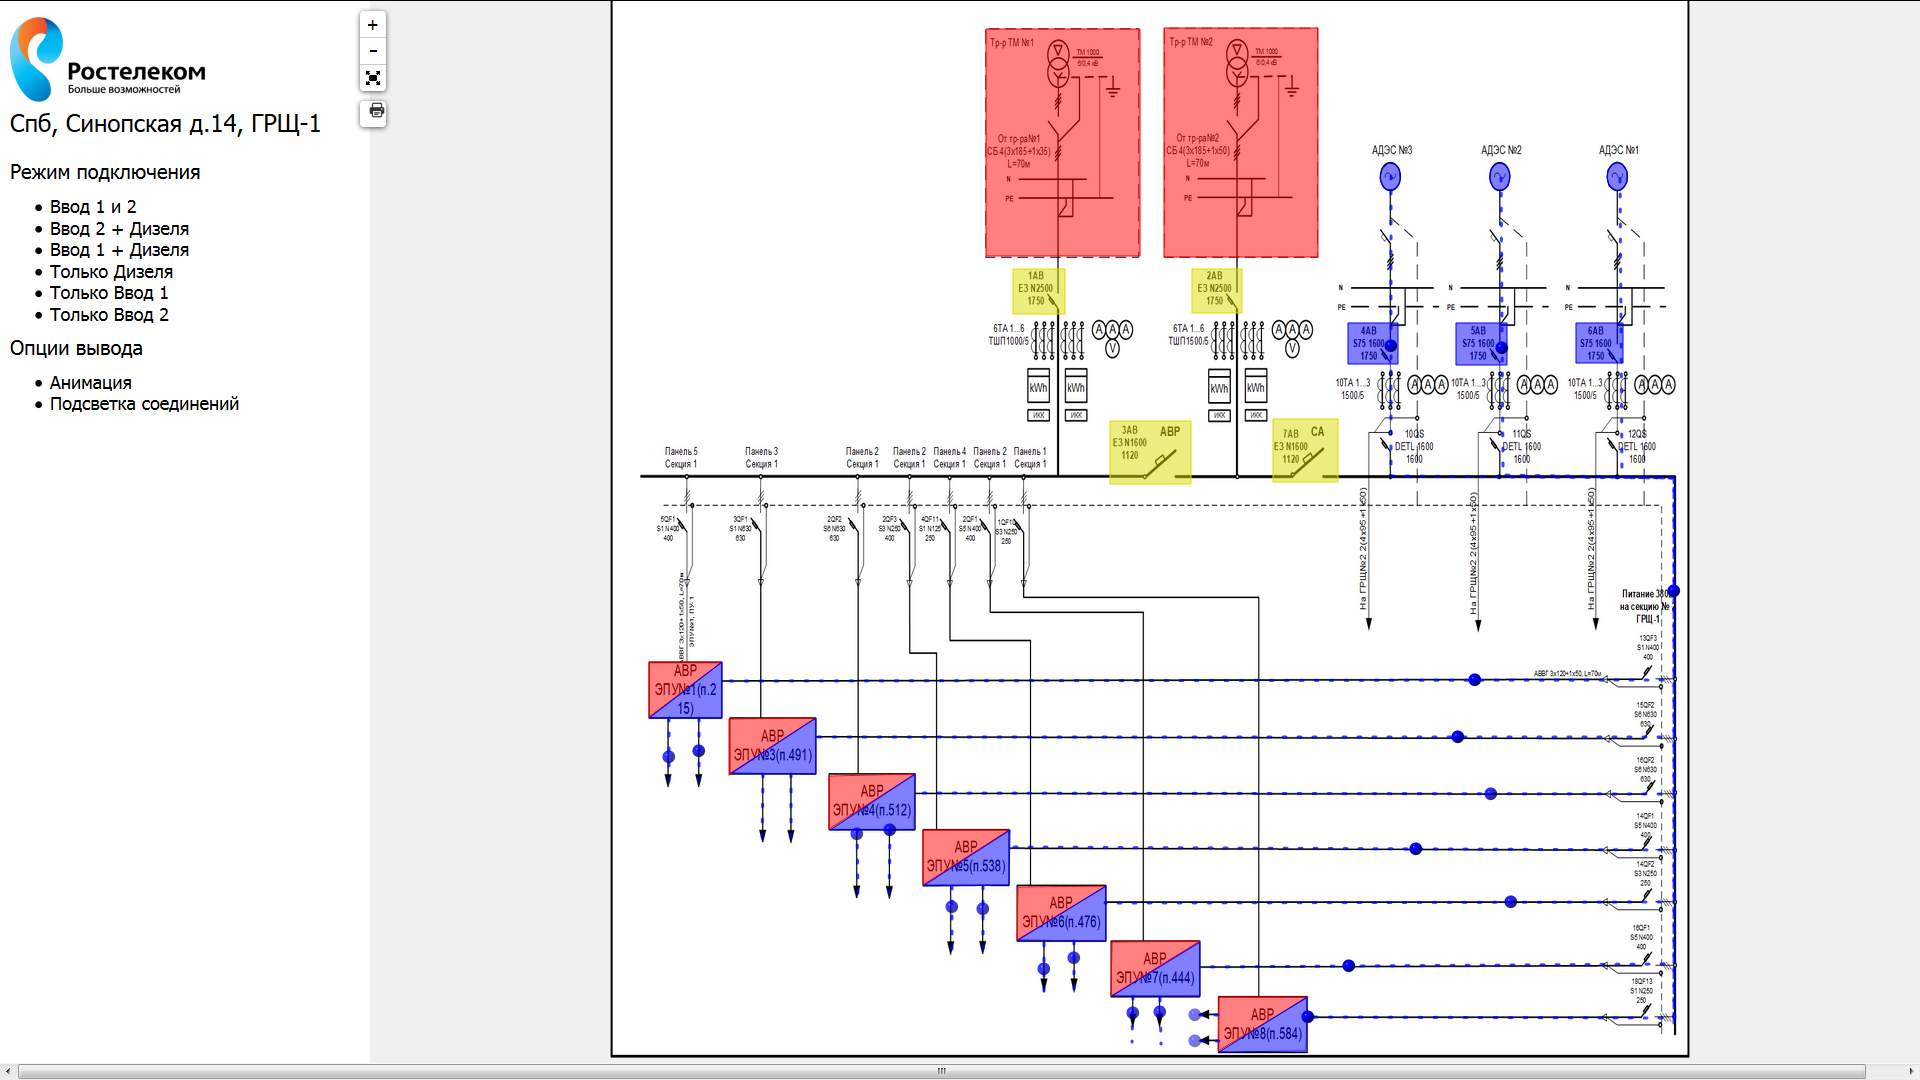 Ростелеком
Больше возможностей
Спб, Синопская д.14, ГРЩ-1
Режим подключения
Ввод 1 и 2
Ввод 2 + Дизеля
Ввод 1 + Дизеля
Только Дизеля
Только Ввод 1
Только Ввод 2
Опции вывода
Анимация
Подсветка соединений
+
-
Тр-р ТМ №1
ТМ 1000
6/0,4 кВ
От тр-ра№1
СБ 4(3х185+1х35)
L=70м
N
PE
Тр-р ТМ №2
ТМ 1000
6/0,4 кВ
От тр-ра№2
СБ 4(3х185+1х50)
L=70м
N
PE
АДЭС №3
АДЭС №2
АДЭС №1
1АВ
E3 N2500
1750
2АВ
E3 N2500
1750
N
PE
N
PE
N
PE
6ТА 1...6
ТШП1000/5
A A A
V
6ТА 1...6
ТШП1500/5
A A A
V
4АВ
S75 1600
1750
5АВ
S75 1600
1750
6АВ
S75 1600
1750
kWh
kWh
kWh
kWh
ИКК
ИКК
ИКК
ИКК
10ТА 1...3
1500/5
A A A
10ТА 1...3
1500/5
A A A
10ТА 1...3
1500/5
A A A
3АВ
E3 N1600
1120
АВР
7АВ
E3 N1600
1120
СА
10QS
DETL 1600
1600
11QS
DETL 1600
1600
12QS
DETL 1600
1600
Панель 5
Секция 1
Панель 3
Секция 1
Панель 2
Секция 1
Панель 2
Секция 1
Панель 4
Секция 1
Панель 2
Секция 1
Панель 1
Секция 1
5QF1
S1 N400
400
3QF1
S1 N630
630
2QF2
S6 N630
630
2QF3
S3 N250
400
4QF11
S1 N125
250
2QF1
S5 N400
400
1QF10
S3 N250
250
На ГРЩ№2 2(4х95+1х50)
На ГРЩ№2 2(4х95+1х50)
На ГРЩ№2 2(4х95+1х50)
АВВГ 3х120+1х50, L=70м
ЭПУ№1, ПУ-1
Питание 380
на секцию №
ГРЩ-1
13QF3
S1 N400
400
АВВГ 3х120+1х50, L=70м
15QF2
S6 N630
630
16QF2
S6 N630
630
14QF1
S5 N400
400
14QF2
S3 N250
250
16QF1
S5 N400
400
18QF13
S1 N250
250
АВР
ЭПУ№1(п.2
15)
АВР
ЭПУ№3(п.491)
АВР
ЭПУ№4(п.512)
АВР
ЭПУ№5(п.538)
АВР
ЭПУ№6(п.476)
АВР
ЭПУ№7(п.444)
АВР
ЭПУ№8(п.584)